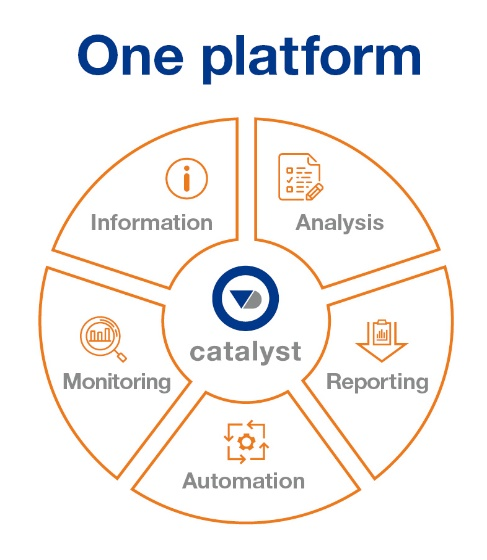 One platform
Information
Analysis
catalyst
Monitoring
Reporting
Automation